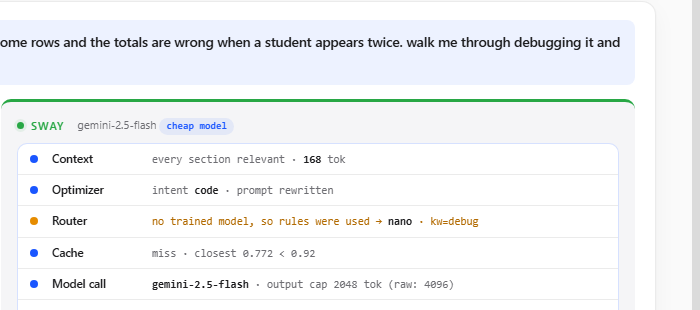 ome rows and the totals are wrong when a student appears twice. walk me through debugging it and
SWAY gemini-2.5-flash cheap model
Context every section relevant · 168 tok
Optimizer intent code · prompt rewritten
Router no trained model, so rules were used → nano · kw=debug
Cache miss · closest 0.772 < 0.92
Model call gemini-2.5-flash · output cap 2048 tok (raw: 4096)